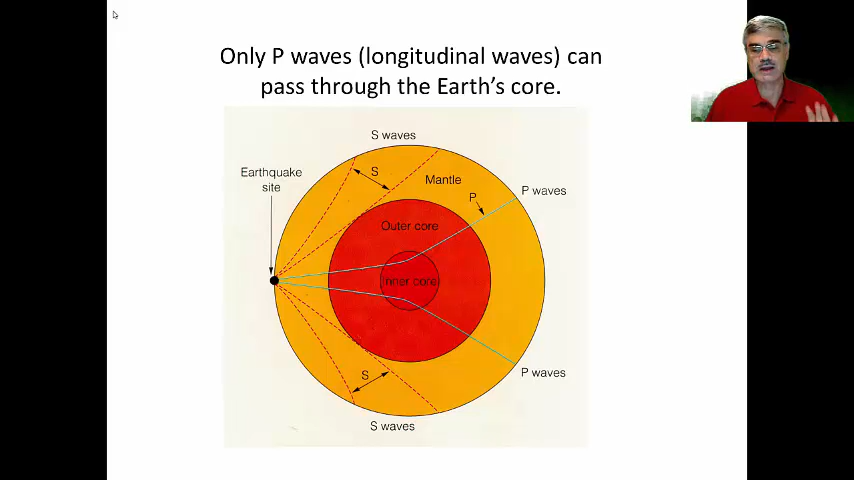 Only P waves (longitudinal waves) can
pass through the Earth's core.
S waves
Earthquake
site
S
Mantle
P
P waves
Outer core
Inner core
S
P waves
S waves